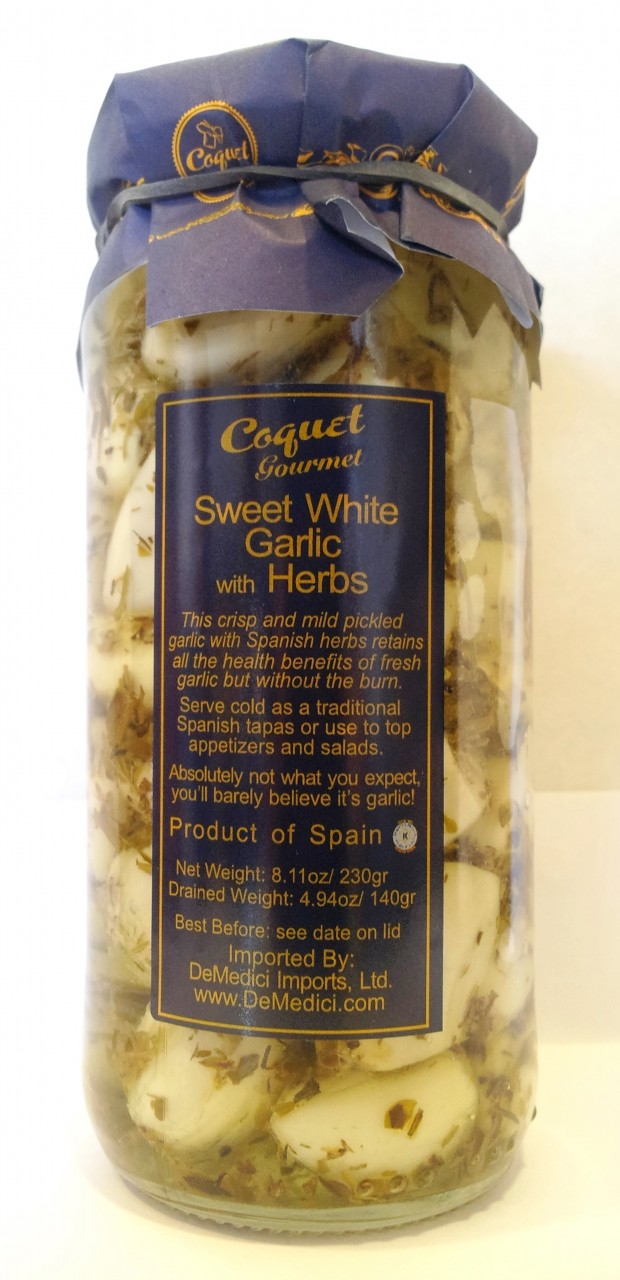 Coquet
Coquet
Gourmet
Sweet White
Garlic
with Herbs
This crisp and mild pickled
garlic with Spanish herbs retains
all the health benefits of fresh
garlic but without the burn.
Serve cold as a traditional
Spanish tapas or use to top
appetizers and salads.
Absolutely not what you expect,
you'll barely believe it's garlic!
Product of Spain K
Net Weight: 8.11oz/ 230gr
Drained Weight: 4.94oz/ 140gr
Best Before: see date on lid
Imported By:
DeMedici Imports, Ltd.
www.DeMedici.com